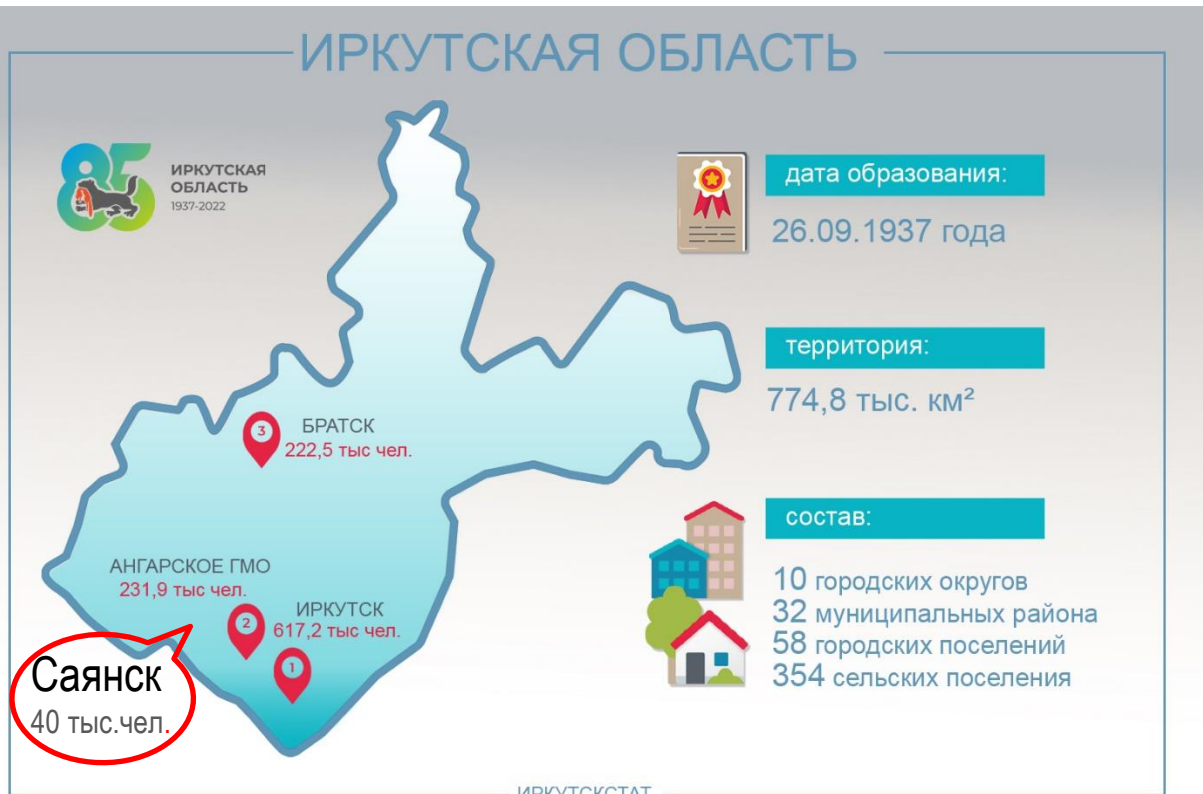 ИРКУТСКАЯ ОБЛАСТЬ
85
ИРКУТСКАЯ
ОБЛАСТЬ
1937-2022
дата образования:
26.09.1937 года
территория:
774,8 тыс. км²
3
БРАТСК
222,5 тыс чел.
состав:
10 городских округов
32 муниципальных района
58 городских поселений
354 сельских поселения
АНГАРСКОЕ ГМО
231,9 тыс чел.
2
ИРКУТСК
617,2 тыс чел.
1
Саянск
40 тыс.чел.
ИРКУТСКСТАТ